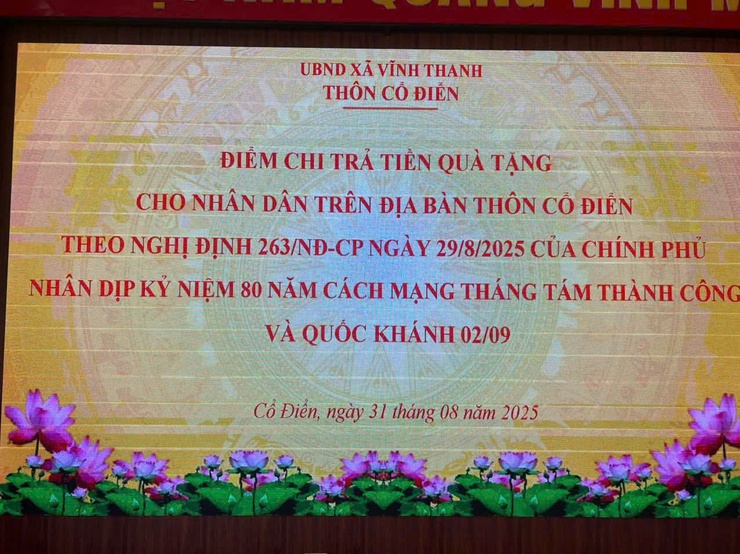 NĂM QUANG VINH M
UBND XÃ VĨNH THANH
THÔN CỔ ĐIỂN
ĐIỂM CHI TRẢ TIỀN QUÀ TẶNG
CHO NHÂN DÂN TRÊN ĐỊA BÀN THÔN CỔ ĐIỂN
THEO NGHỊ ĐỊNH 263/NĐ-CP NGÀY 29/8/2025 CỦA CHÍNH PHỦ
NHÂN DỊP KỶ NIỆM 80 NĂM CÁCH MẠNG THÁNG TÁM THÀNH CÔNG
VÀ QUỐC KHÁNH 02/09
Cổ Điển, ngày 31 tháng 08 năm 2025